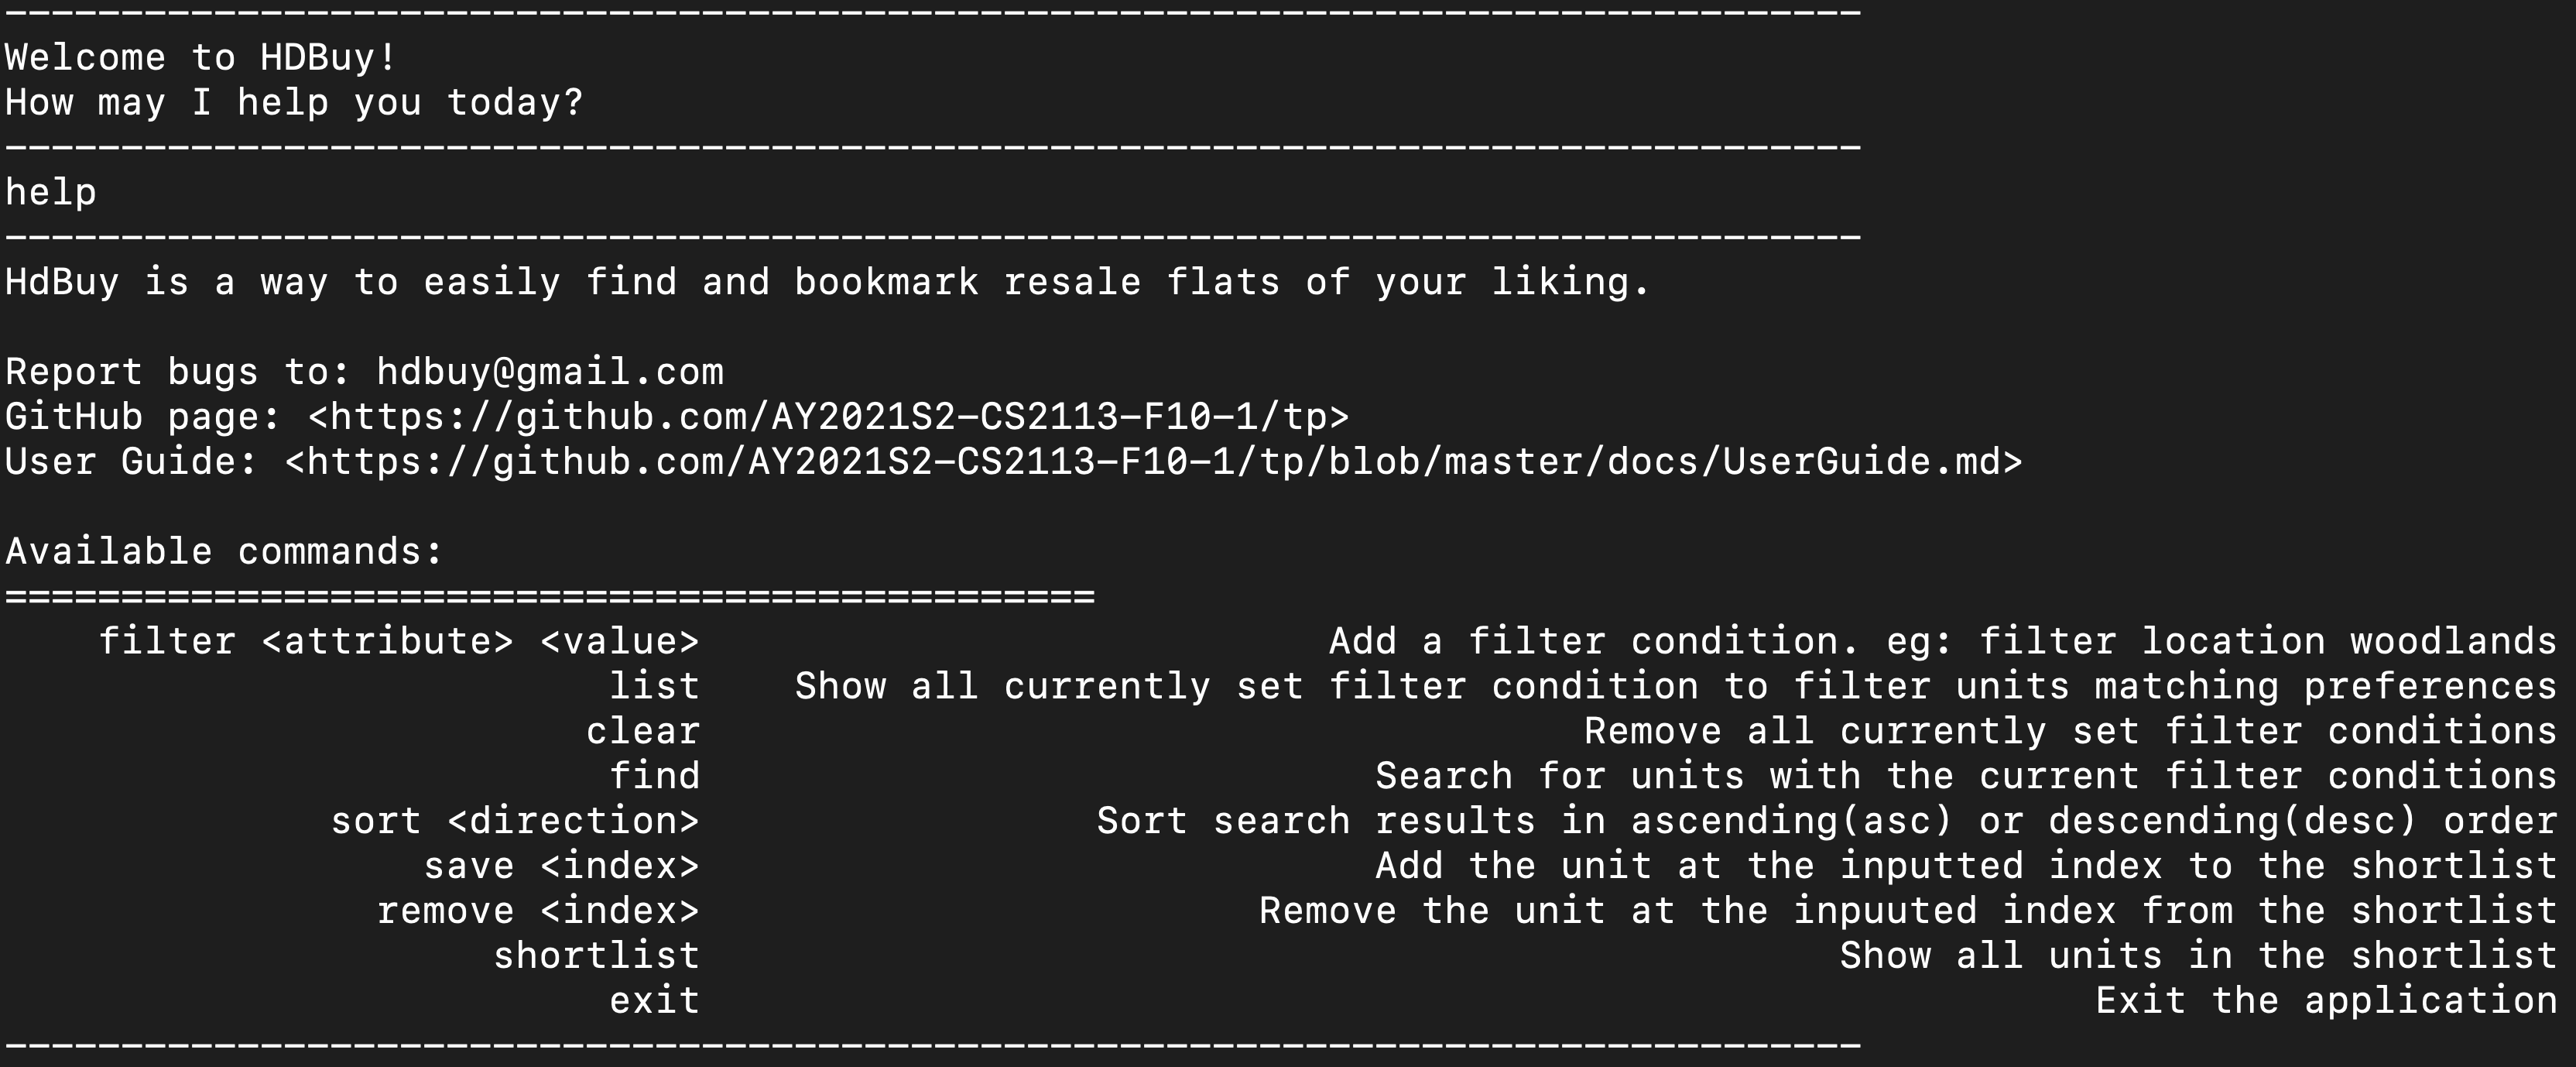 --------------------------------------------------------------------------------
Welcome to HDBuy!
How may I help you today?
--------------------------------------------------------------------------------
help
--------------------------------------------------------------------------------
HdBuy is a way to easily find and bookmark resale flats of your liking.
Report bugs to: hdbuy@gmail.com
GitHub page: <https://github.com/AY2021S2-CS2113-F10-1/tp>
User Guide: <https://github.com/AY2021S2-CS2113-F10-1/tp/blob/master/docs/UserGuide.md>
Available commands:
===============================================
filter <attribute> <value> Add a filter condition. eg: filter location woodlands
list Show all currently set filter condition to filter units matching preferences
clear Remove all currently set filter conditions
find Search for units with the current filter conditions
sort <direction> Sort search results in ascending(asc) or descending(desc) order
save <index> Add the unit at the inputted index to the shortlist
remove <index> Remove the unit at the inpuuted index from the shortlist
shortlist Show all units in the shortlist
exit Exit the application
--------------------------------------------------------------------------------